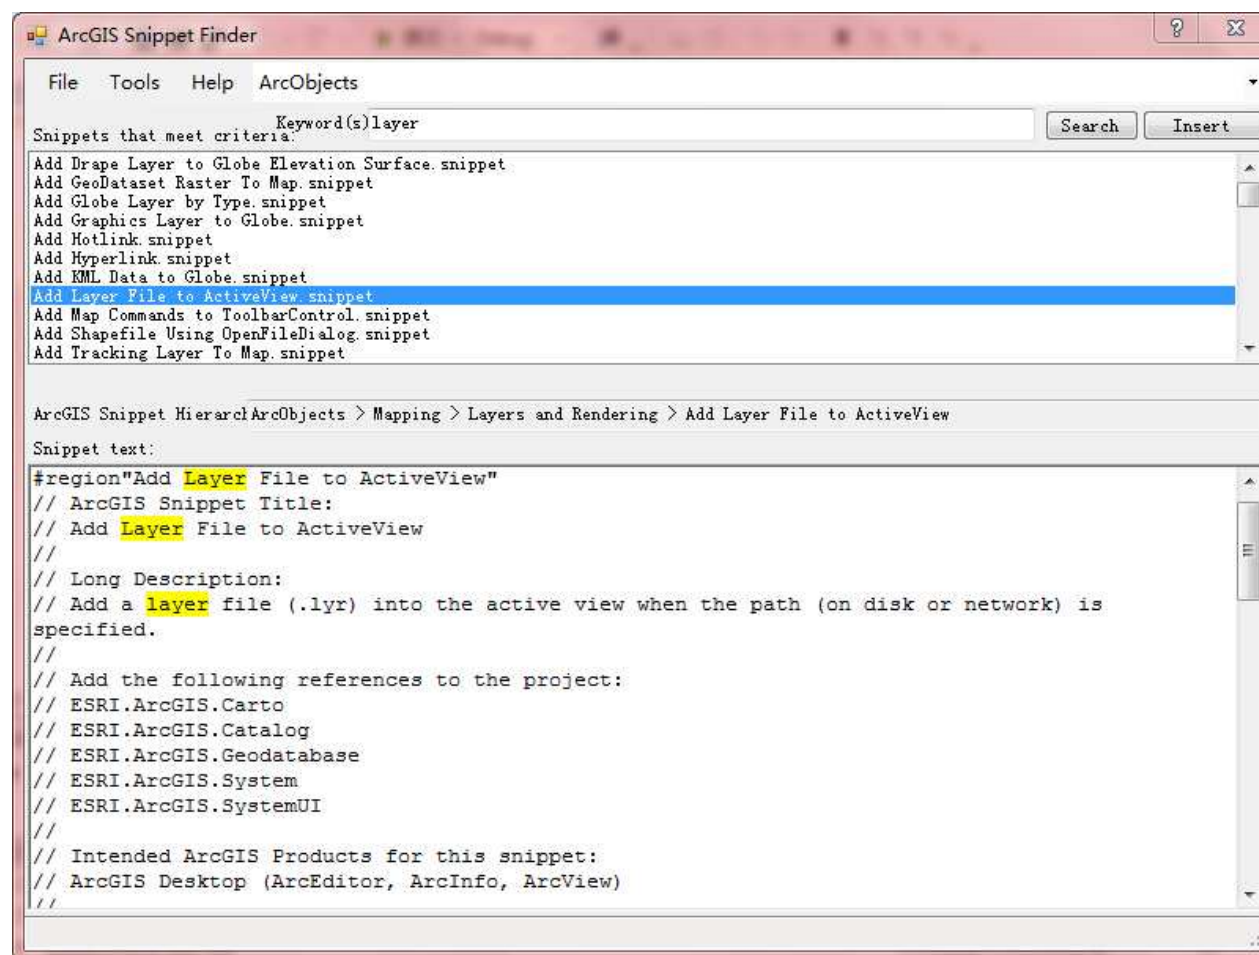 ArcGIS Snippet Finder
File Tools Help ArcObjects
Keyword(s) layer Search Insert
Snippets that meet criteria:
Add Drape Layer to Globe Elevation Surface.snippet
Add GeoDataset Raster To Map.snippet
Add Globe Layer by Type.snippet
Add Graphics Layer to Globe.snippet
Add Hotlink.snippet
Add Hyperlink.snippet
Add KML Data to Globe.snippet
Add Layer File to ActiveView.snippet
Add Map Commands to ToolbarControl.snippet
Add Shapefile Using OpenFileDialog.snippet
Add Tracking Layer To Map.snippet
ArcGIS Snippet Hierarch ArcObjects > Mapping > Layers and Rendering > Add Layer File to ActiveView
Snippet text:
#region"Add Layer File to ActiveView"
// ArcGIS Snippet Title:
// Add Layer File to ActiveView
//
// Long Description:
// Add a layer file (.lyr) into the active view when the path (on disk or network) is
specified.
//
// Add the following references to the project:
// ESRI.ArcGIS.Carto
// ESRI.ArcGIS.Catalog
// ESRI.ArcGIS.Geodatabase
// ESRI.ArcGIS.System
// ESRI.ArcGIS.SystemUI
//
// Intended ArcGIS Products for this snippet:
// ArcGIS Desktop (ArcEditor, ArcInfo, ArcView)
//